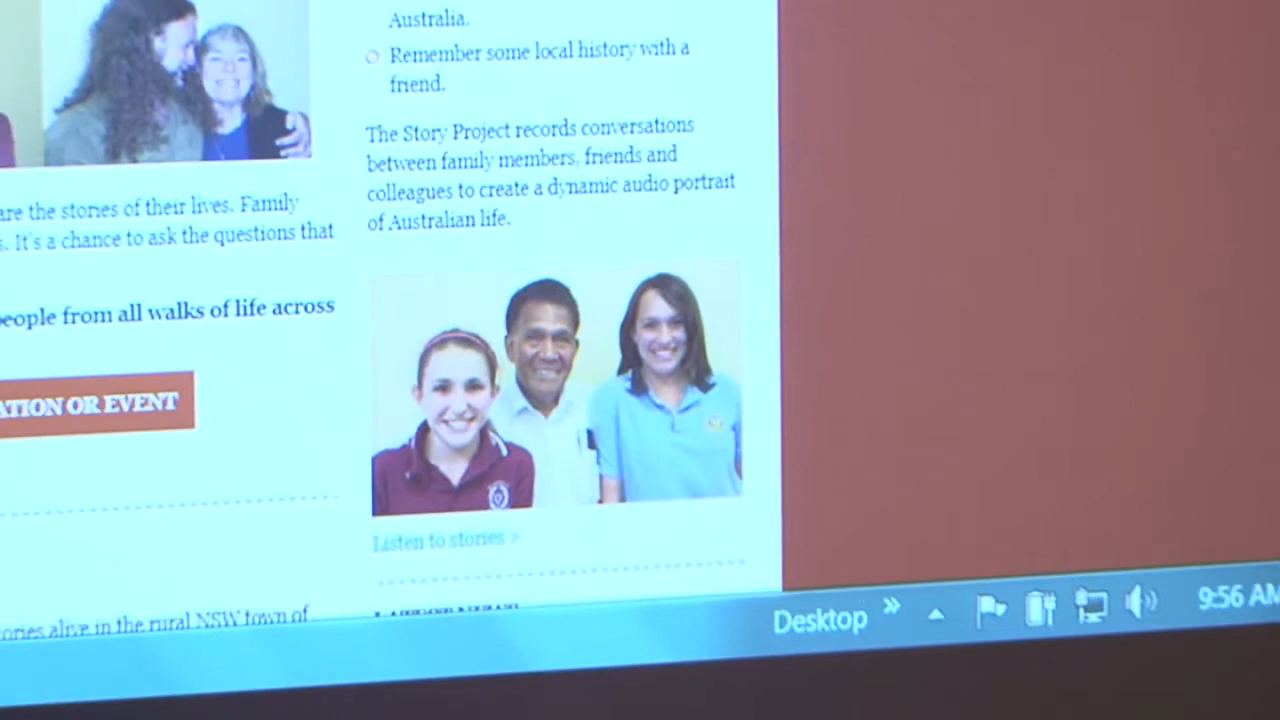 are the stories of their lives. Family
s. It's a chance to ask the questions that
people from all walks of life across
ATION OR EVENT
ories alive in the rural NSW town of
Australia.
Remember some local history with a
friend.
The Story Project records conversations
between family members, friends and
colleagues to create a dynamic audio portrait
of Australian life.
Listen to stories >
Desktop »
9:56 AM